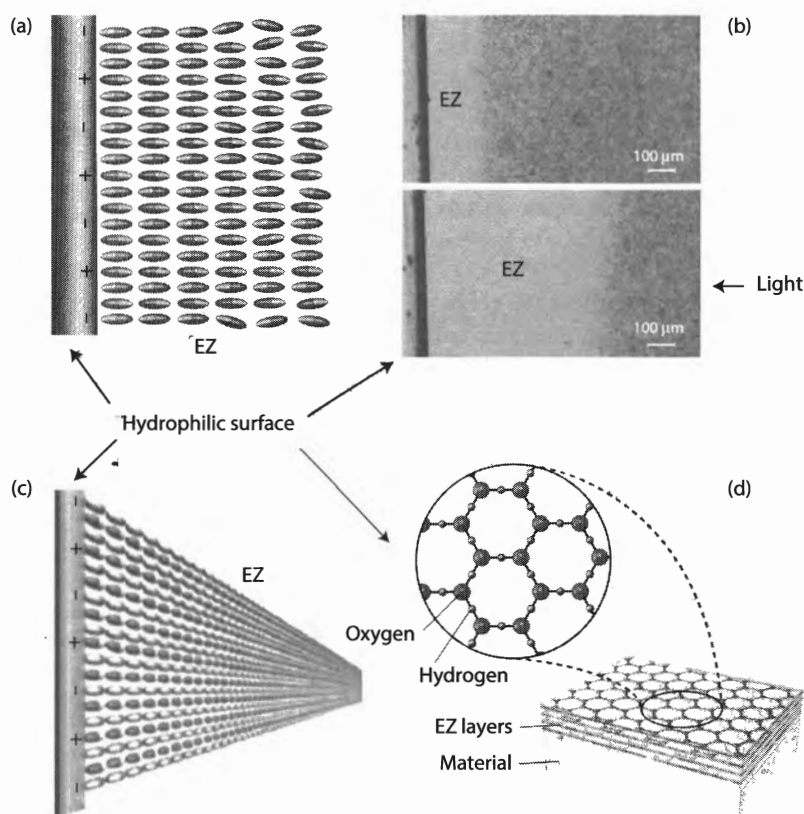 (a)
− + − + − + −
EZ
(b)
EZ
100 µm
EZ
100 µm
Light
Hydrophilic surface
(c)
− + − + − + −
EZ
(d)
Oxygen
Hydrogen
EZ layers
Material